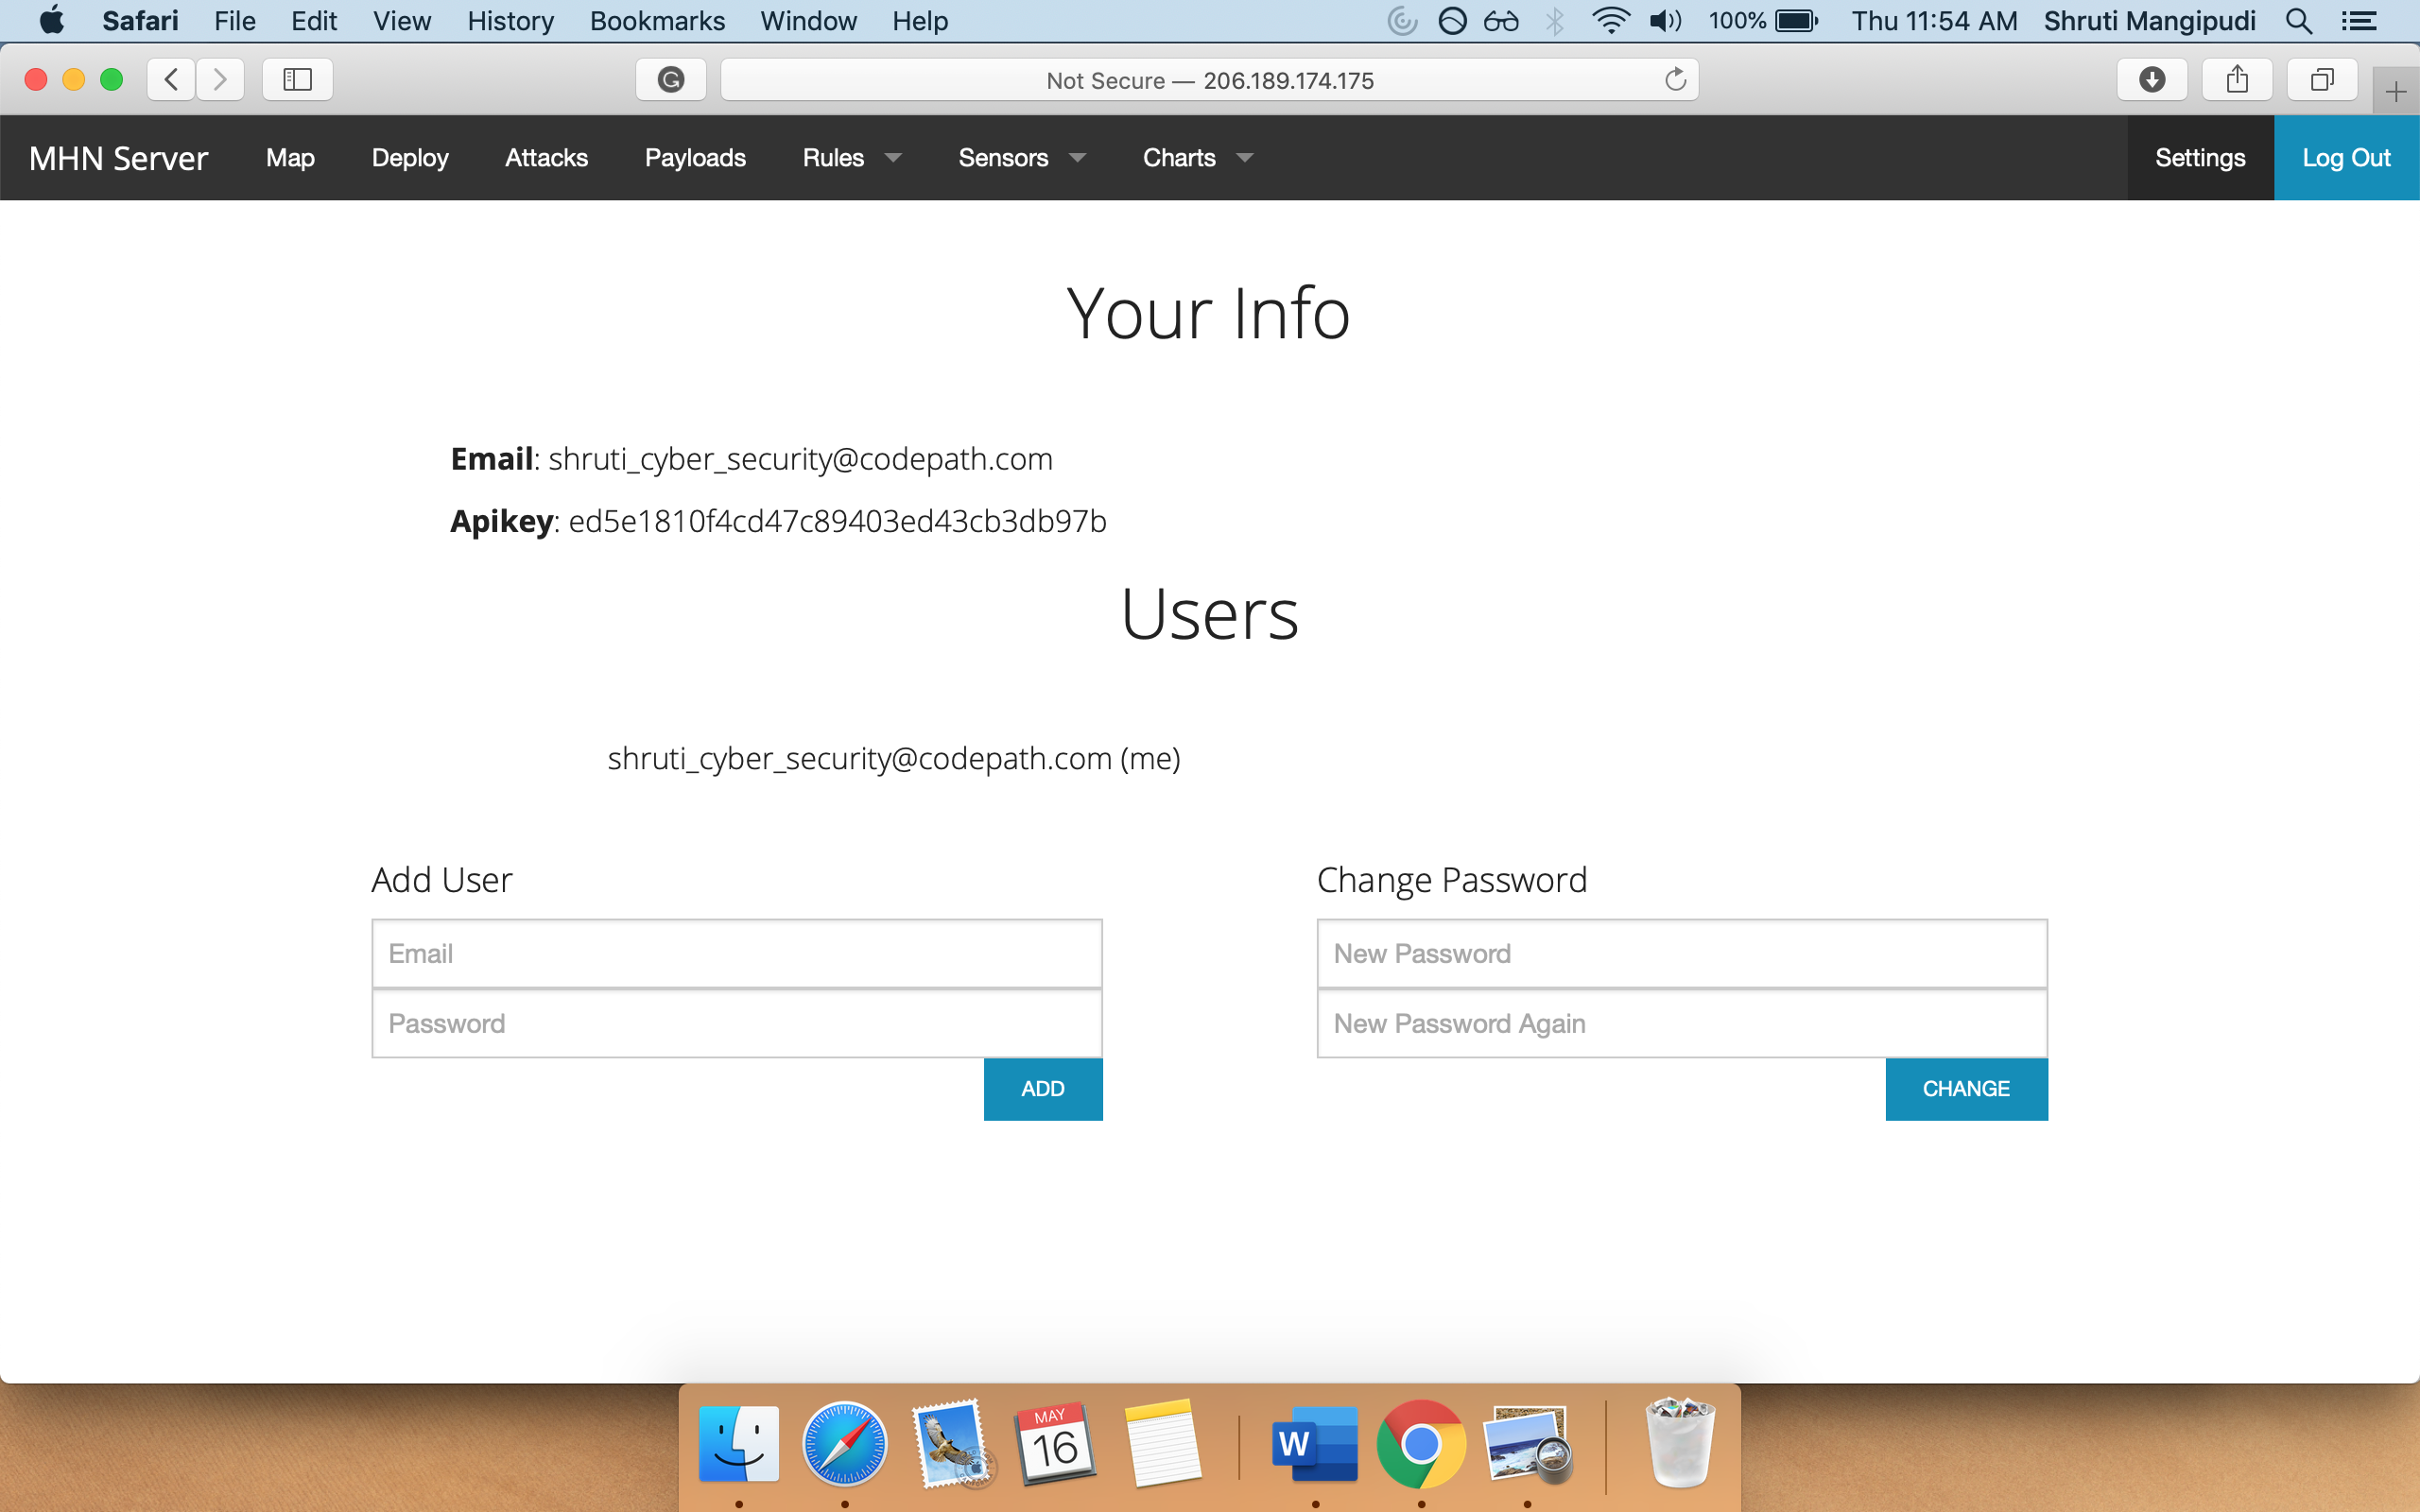 Safari File Edit View History Bookmarks Window Help 100% Thu 11:54 AM Shruti Mangipudi
Not Secure — 206.189.174.175
MHN Server Map Deploy Attacks Payloads Rules Sensors Charts Settings Log Out
Your Info
Email: shruti_cyber_security@codepath.com
Apikey: ed5e1810f4cd47c89403ed43cb3db97b
Users
shruti_cyber_security@codepath.com (me)
Add User Change Password
Email New Password
Password New Password Again
ADD CHANGE
MAY
16
W